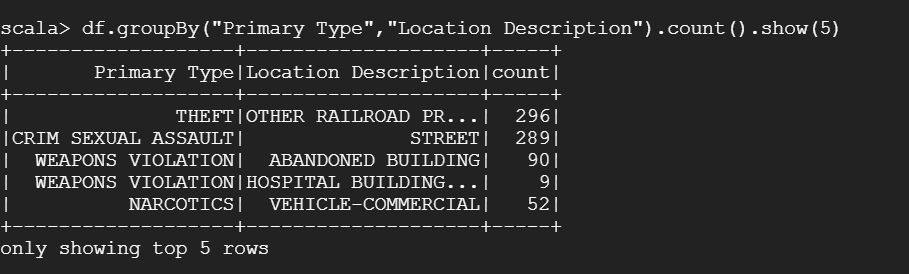 scala> df.groupBy("Primary Type","Location Description").count().show(5)
+--------------------+--------------------+-----+
|        Primary Type|Location Description|count|
+--------------------+--------------------+-----+
|               THEFT|OTHER RAILROAD PR...|  296|
|CRIM SEXUAL ASSAULT|              STREET|  289|
|   WEAPONS VIOLATION|  ABANDONED BUILDING|   90|
|   WEAPONS VIOLATION|HOSPITAL BUILDING...|    9|
|           NARCOTICS|  VEHICLE-COMMERCIAL|   52|
+--------------------+--------------------+-----+
only showing top 5 rows